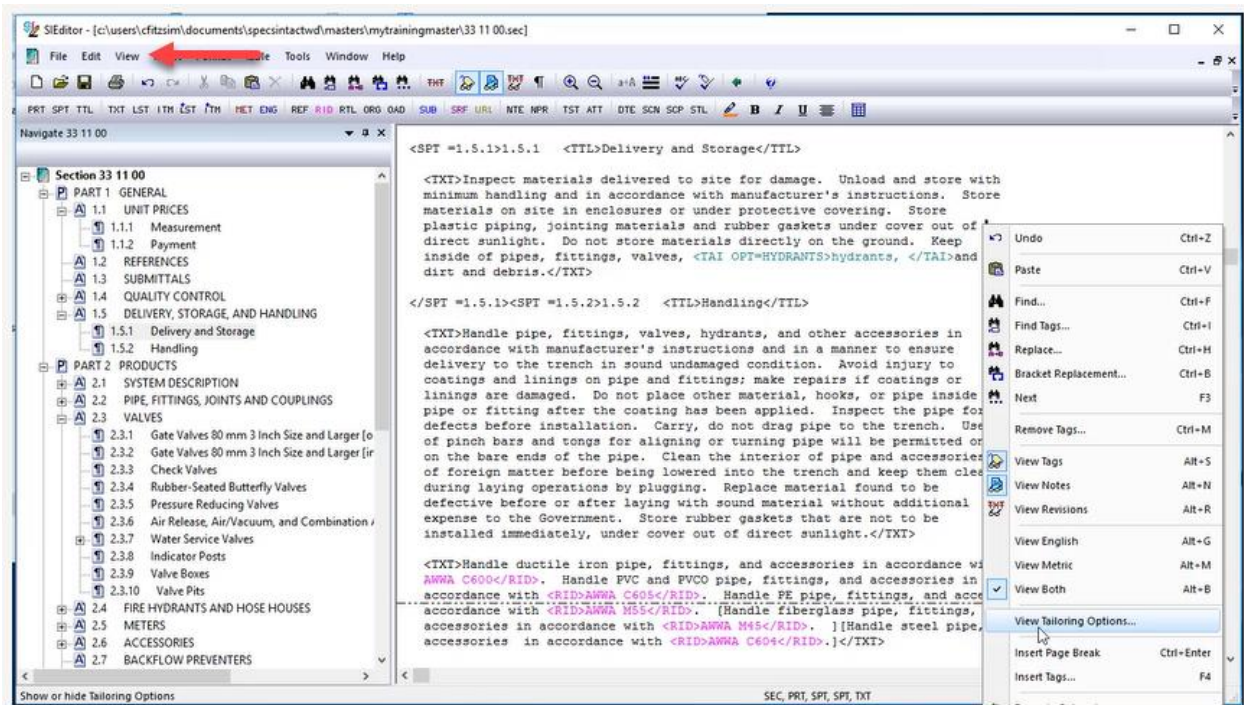 SIEditor - [c:\users\cfitzsim\documents\specsintactwd\masters\mytrainingmaster\33 11 00.sec]
File Edit View Tools Window Help
THT THT ¶ a+A
PRT SPT TTL TXT LST ITM LST ITM MET ENG REF RID RTL ORG OAD SUB SRF URL NTE NPR TST ATT DTE SCN SCP STL B I U
Navigate 33 11 00
Section 33 11 00
PART 1 GENERAL
1.1 UNIT PRICES
1.1.1 Measurement
1.1.2 Payment
1.2 REFERENCES
1.3 SUBMITTALS
1.4 QUALITY CONTROL
1.5 DELIVERY, STORAGE, AND HANDLING
1.5.1 Delivery and Storage
1.5.2 Handling
PART 2 PRODUCTS
2.1 SYSTEM DESCRIPTION
2.2 PIPE, FITTINGS, JOINTS AND COUPLINGS
2.3 VALVES
2.3.1 Gate Valves 80 mm 3 Inch Size and Larger [o
2.3.2 Gate Valves 80 mm 3 Inch Size and Larger [ir
2.3.3 Check Valves
2.3.4 Rubber-Seated Butterfly Valves
2.3.5 Pressure Reducing Valves
2.3.6 Air Release, Air/Vacuum, and Combination
2.3.7 Water Service Valves
2.3.8 Indicator Posts
2.3.9 Valve Boxes
2.3.10 Valve Pits
2.4 FIRE HYDRANTS AND HOSE HOUSES
2.5 METERS
2.6 ACCESSORIES
2.7 BACKFLOW PREVENTERS
<SPT =1.5.1>1.5.1 <TTL>Delivery and Storage</TTL>
<TXT>Inspect materials delivered to site for damage. Unload and store with
minimum handling and in accordance with manufacturer's instructions. Store
materials on site in enclosures or under protective covering. Store
plastic piping, jointing materials and rubber gaskets under cover out of
direct sunlight. Do not store materials directly on the ground. Keep
inside of pipes, fittings, valves, <TAI OPT=HYDRANTS>hydrants, </TAI>and
dirt and debris.</TXT>
</SPT =1.5.1><SPT =1.5.2>1.5.2 <TTL>Handling</TTL>
<TXT>Handle pipe, fittings, valves, hydrants, and other accessories in
accordance with manufacturer's instructions and in a manner to ensure
delivery to the trench in sound undamaged condition. Avoid injury to
coatings and linings on pipe and fittings; make repairs if coatings or
linings are damaged. Do not place other material, hooks, or pipe inside
pipe or fitting after the coating has been applied. Inspect the pipe for
defects before installation. Carry, do not drag pipe to the trench. Use
of pinch bars and tongs for aligning or turning pipe will be permitted on
on the bare ends of the pipe. Clean the interior of pipe and accessories
of foreign matter before being lowered into the trench and keep them clea
during laying operations by plugging. Replace material found to be
defective before or after laying with sound material without additional
expense to the Government. Store rubber gaskets that are not to be
installed immediately, under cover out of direct sunlight.</TXT>
<TXT>Handle ductile iron pipe, fittings, and accessories in accordance wi
AWWA C600</RID>. Handle PVC and PVCO pipe, fittings, and accessories in
accordance with <RID>AWWA C605</RID>. Handle PE pipe, fittings, and acce
accordance with <RID>AWWA M55</RID>. [Handle fiberglass pipe, fittings,
accessories in accordance with <RID>AWWA M45</RID>. ][Handle steel pipe,
accessories in accordance with <RID>AWWA C604</RID>.]</TXT>
Undo Ctrl+Z
Paste Ctrl+V
Find... Ctrl+F
Find Tags... Ctrl+I
Replace... Ctrl+H
Bracket Replacement... Ctrl+B
Next F3
Remove Tags... Ctrl+M
View Tags Alt+S
View Notes Alt+N
View Revisions Alt+R
View English Alt+G
View Metric Alt+M
View Both Alt+B
View Tailoring Options...
Insert Page Break Ctrl+Enter
Insert Tags... F4
Show or hide Tailoring Options
SEC, PRT, SPT, SPT, TXT